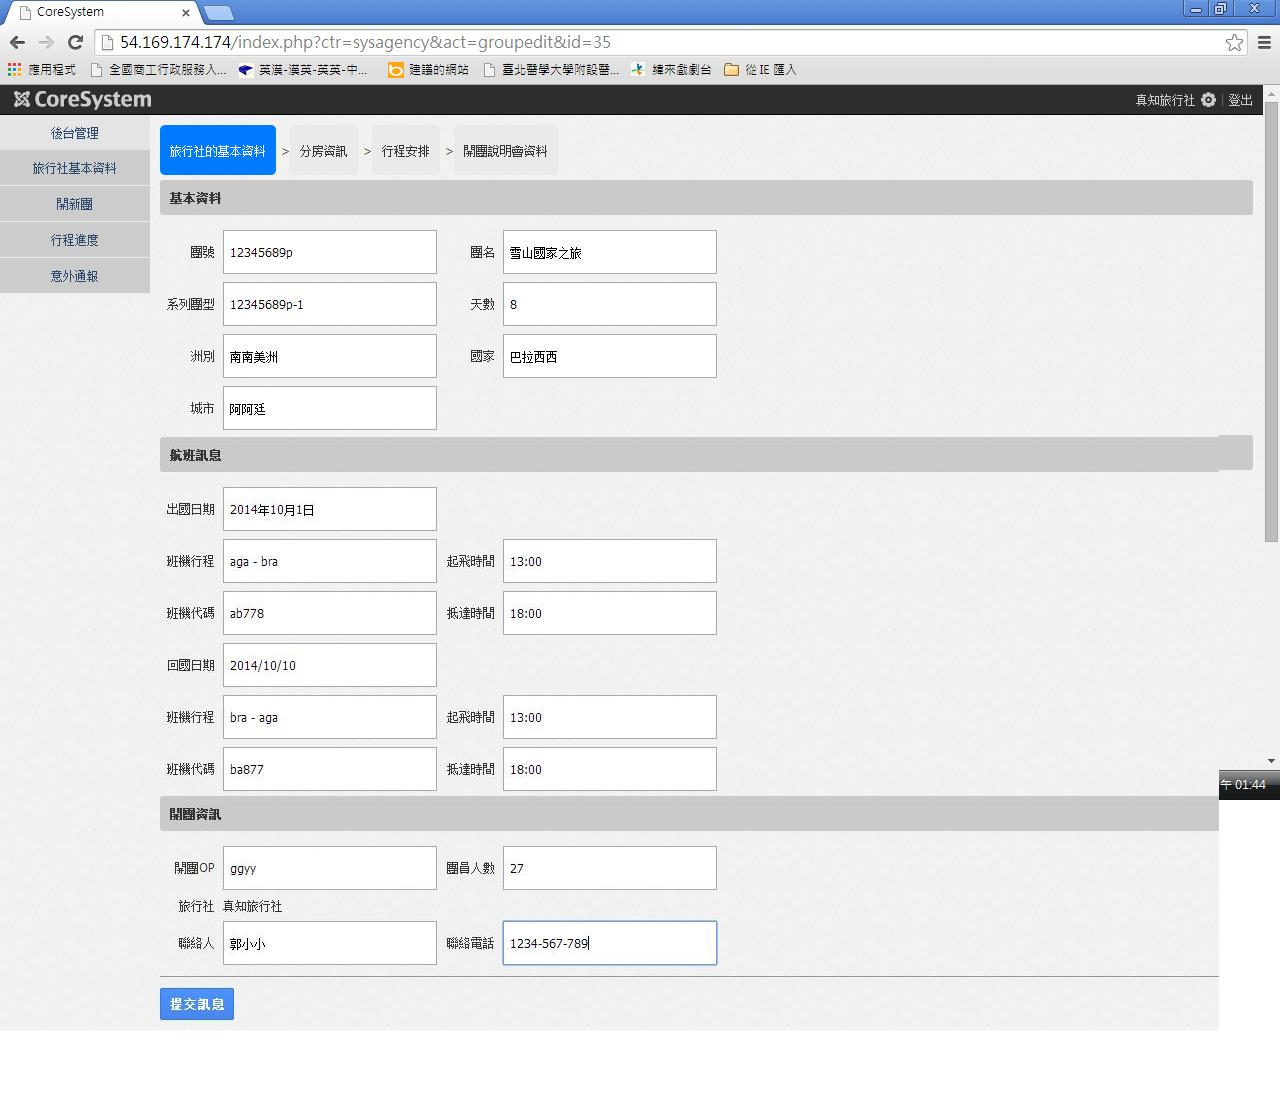 CoreSystem
54.169.174.174/index.php?ctr=sysagency&act=groupedit&id=35
應用程式 全國商工行政服務入... 英漢-漢英-英英-中... 建議的網站 臺北醫學大學附設醫... 緯來戲劇台 從 IE 匯入
CoreSystem 真知旅行社 登出
後台管理
旅行社基本資料
開新團
行程進度
意外通報
旅行社的基本資料 > 分房資訊 > 行程安排 > 開團說明會資料
基本資料
團號 12345689p 團名 雪山國家之旅
系列團型 12345689p-1 天數 8
洲別 南南美洲 國家 巴拉西西
城市 阿阿廷
航班訊息
出國日期 2014年10月1日
班機行程 aga - bra 起飛時間 13:00
班機代碼 ab778 抵達時間 18:00
回國日期 2014/10/10
班機行程 bra - aga 起飛時間 13:00
班機代碼 ba877 抵達時間 18:00
午 01:44
開團資訊
開團OP ggyy 團員人數 27
旅行社 真知旅行社
聯絡人 郭小小 聯絡電話 1234-567-789
提交訊息